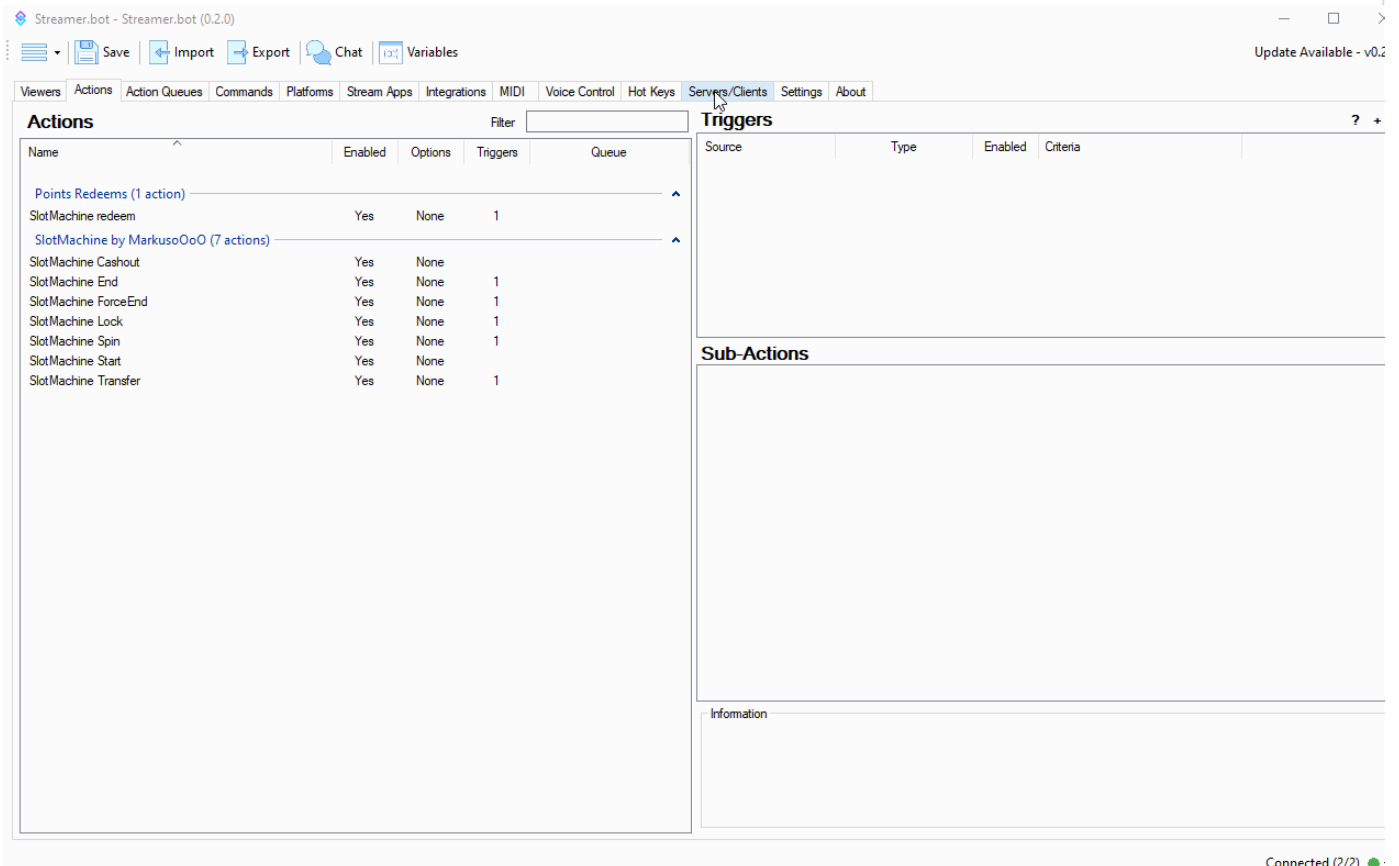 Streamer.bot - Streamer.bot (0.2.0)
Save Import Export Chat Variables Update Available - v0.2
Viewers Actions Action Queues Commands Platforms Stream Apps Integrations MIDI Voice Control Hot Keys Servers/Clients Settings About
Actions Filter
Name Enabled Options Triggers Queue
Points Redeems (1 action)
SlotMachine redeem Yes None 1
SlotMachine by MarkusoOoO (7 actions)
SlotMachine Cashout Yes None
SlotMachine End Yes None 1
SlotMachine ForceEnd Yes None 1
SlotMachine Lock Yes None 1
SlotMachine Spin Yes None 1
SlotMachine Start Yes None
SlotMachine Transfer Yes None 1
Triggers ? +
Source Type Enabled Criteria
Sub-Actions
Information
Connected (2/2)